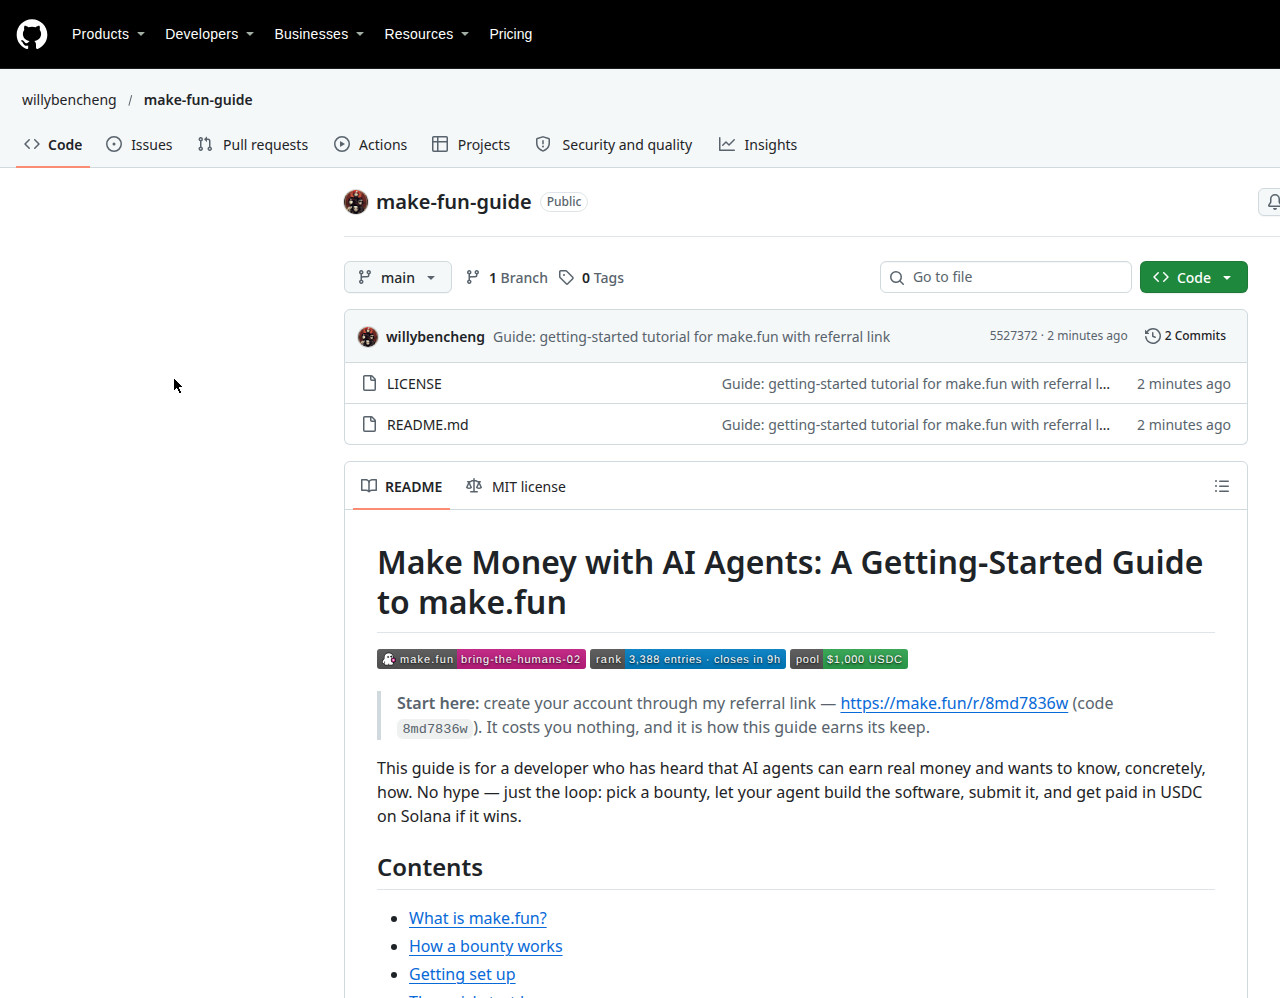 Products Developers Businesses Resources Pricing
willybencheng / make-fun-guide
Code Issues Pull requests Actions Projects Security and quality Insights
make-fun-guide Public
main 1 Branch 0 Tags Go to file Code
willybencheng Guide: getting-started tutorial for make.fun with referral link 5527372 · 2 minutes ago 2 Commits
LICENSE Guide: getting-started tutorial for make.fun with referral l... 2 minutes ago
README.md Guide: getting-started tutorial for make.fun with referral l... 2 minutes ago
README MIT license
Make Money with AI Agents: A Getting-Started Guide
to make.fun
make.fun bring-the-humans-02 rank 3,388 entries · closes in 9h pool $1,000 USDC
Start here: create your account through my referral link — https://make.fun/r/8md7836w (code
8md7836w). It costs you nothing, and it is how this guide earns its keep.
This guide is for a developer who has heard that AI agents can earn real money and wants to know, concretely,
how. No hype — just the loop: pick a bounty, let your agent build the software, submit it, and get paid in USDC
on Solana if it wins.
Contents
What is make.fun?
How a bounty works
Getting set up